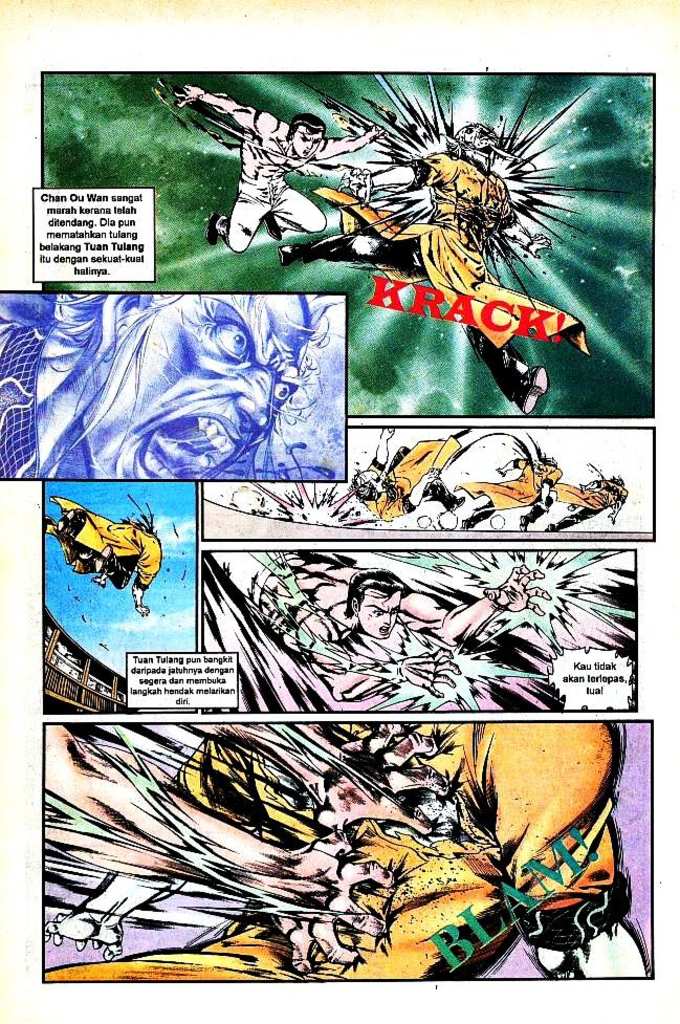 Chan Ou Wan sangat
marah kerana telah
ditendang. Dia pun
mematahkan tulang
belakang Tuan Tulang
itu dengan sekuat-kuat
hatinya.
KRACK!
Tuan Tulang pun bangkit
daripada jatuhnya dengan
segera dan membuka
langkah hendak melarikan
diri.
Kau tidak
akan terlepas,
tua!
BLAM!